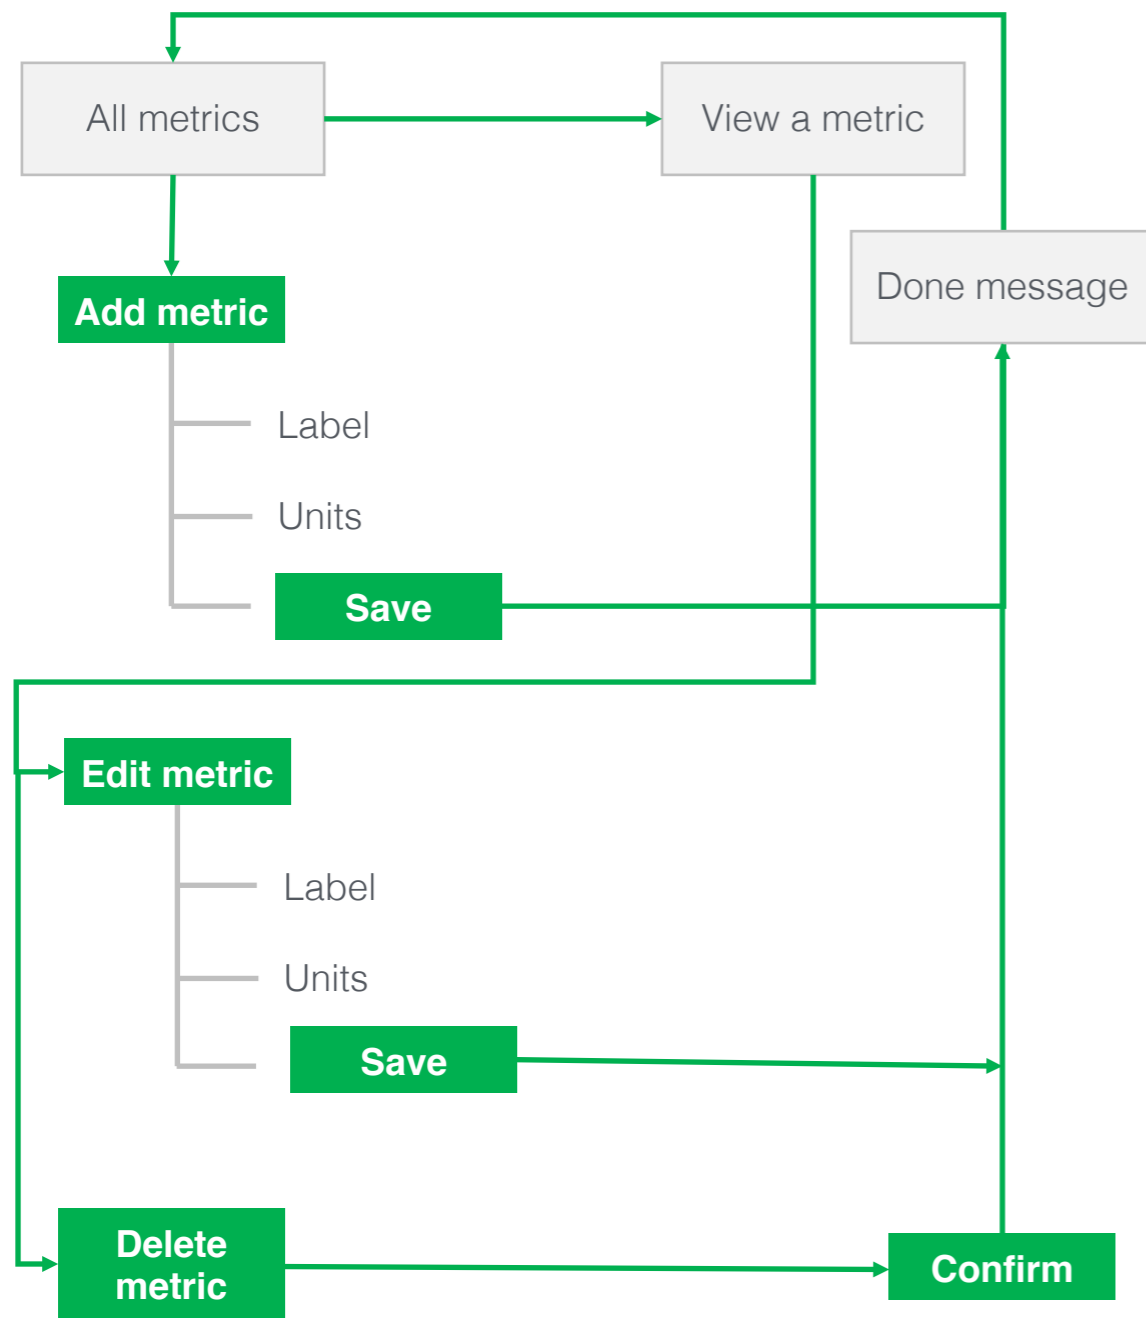 All metrics
View a metric
Done message
Add metric
Label
Units
Save
Edit metric
Label
Units
Save
Delete
metric
Confirm